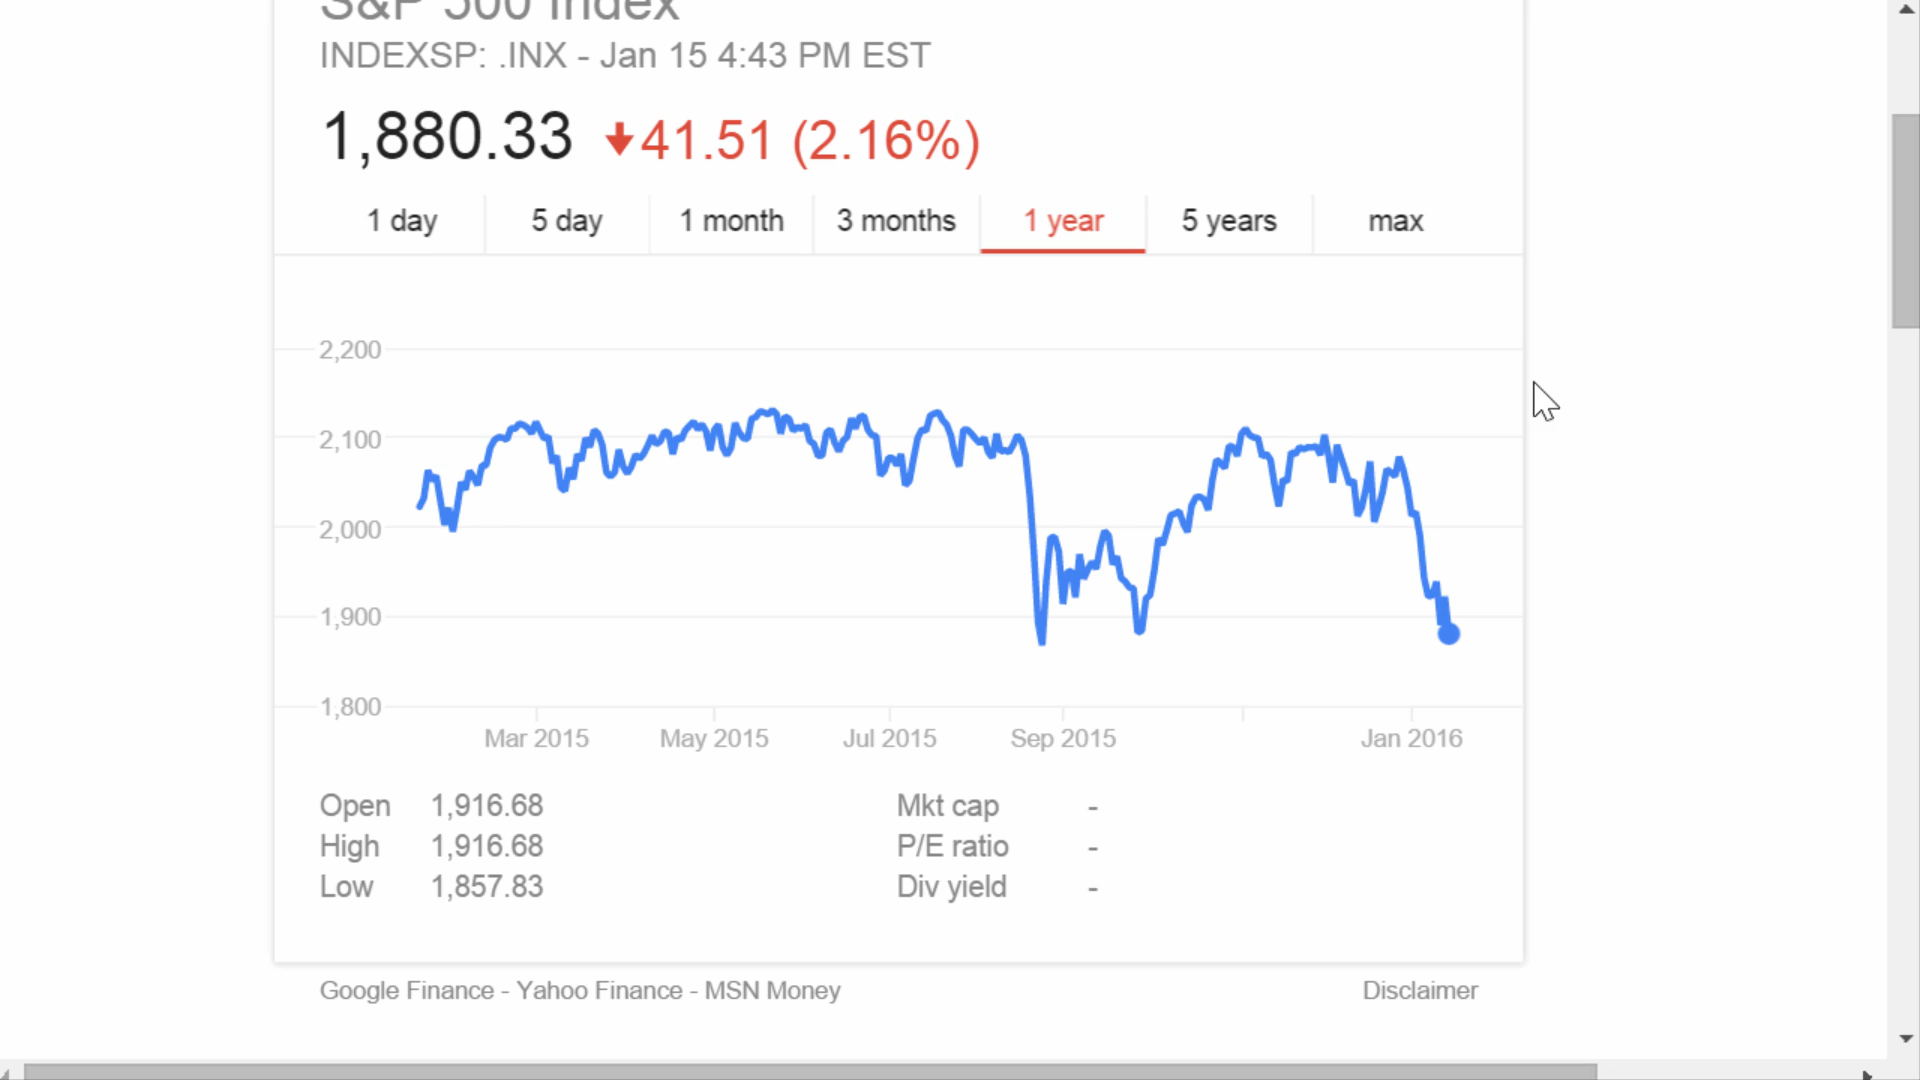 S&P 500 Index
INDEXSP: .INX - Jan 15 4:43 PM EST
1,880.33 41.51 (2.16%)
1 day 5 day 1 month 3 months 1 year 5 years max
2,200
2,100
2,000
1,900
1,800
Mar 2015 May 2015 Jul 2015 Sep 2015 Jan 2016
Open 1,916.68 Mkt cap -
High 1,916.68 P/E ratio -
Low 1,857.83 Div yield -
Google Finance - Yahoo Finance - MSN Money Disclaimer